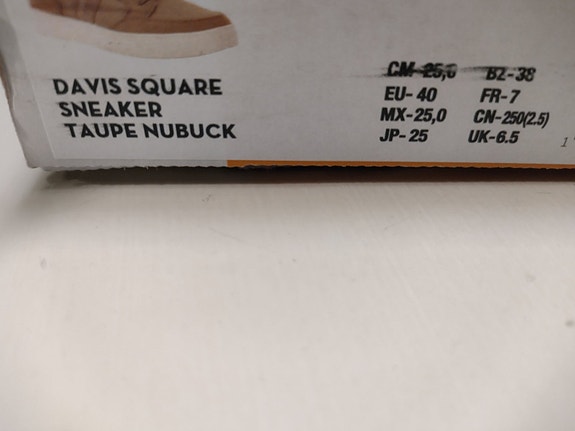 DAVIS SQUARE
SNEAKER
TAUPE NUBUCK
CM-25,0 BZ-38
EU-40 FR-7
MX-25,0 CN-250(2.5)
JP-25 UK-6.5